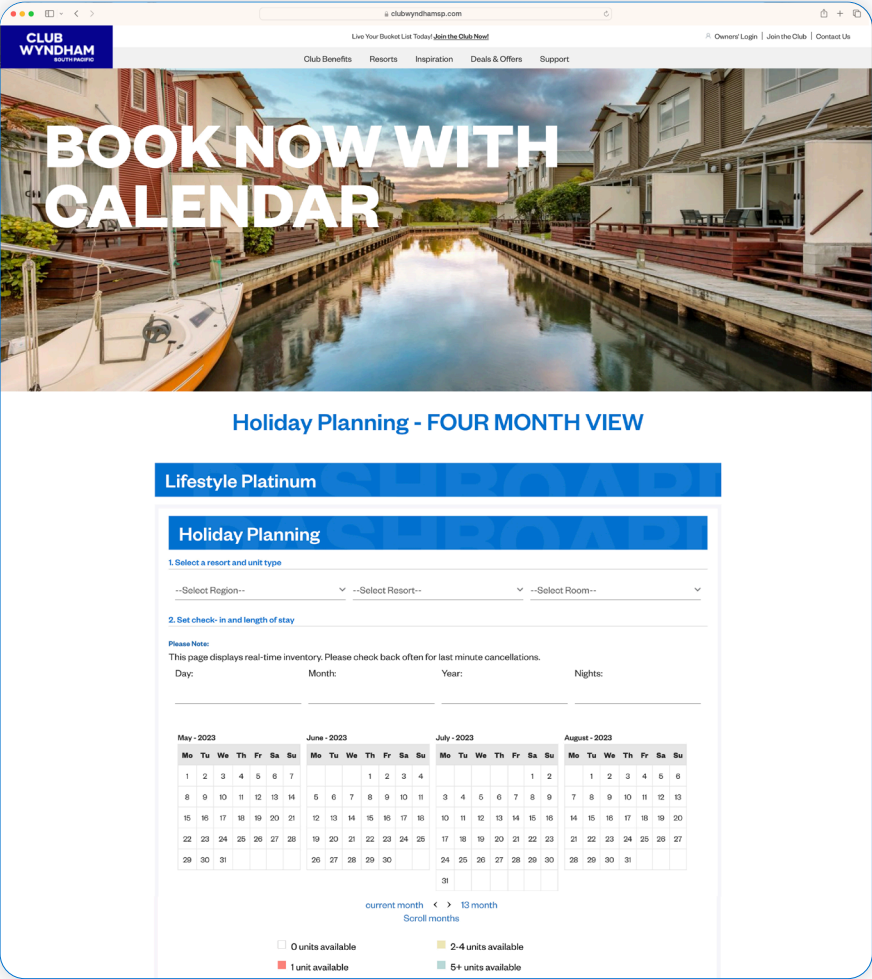 clubwyndhamsp.com
CLUB
WYNDHAM
SOUTH PACIFIC
Live Your Bucket List Today! Join the Club Now!
Owners' Login | Join the Club | Contact Us
Club Benefits Resorts Inspiration Deals & Offers Support
BOOK NOW WITH
CALENDAR
Holiday Planning - FOUR MONTH VIEW
DASHBOARD
Lifestyle Platinum
DASHBOARD
Holiday Planning
1. Select a resort and unit type
--Select Region-- --Select Resort-- --Select Room--
2. Set check- in and length of stay
Please Note:
This page displays real-time inventory. Please check back often for last minute cancellations.
Day: Month: Year: Nights:
May - 2023
Mo Tu We Th Fr Sa Su
1 2 3 4 5 6 7
8 9 10 11 12 13 14
15 16 17 18 19 20 21
22 23 24 25 26 27 28
29 30 31
June - 2023
Mo Tu We Th Fr Sa Su
1 2 3 4
5 6 7 8 9 10 11
12 13 14 15 16 17 18
19 20 21 22 23 24 25
26 27 28 29 30
July - 2023
Mo Tu We Th Fr Sa Su
1 2
3 4 5 6 7 8 9
10 11 12 13 14 15 16
17 18 19 20 21 22 23
24 25 26 27 28 29 30
31
August - 2023
Mo Tu We Th Fr Sa Su
1 2 3 4 5 6
7 8 9 10 11 12 13
14 15 16 17 18 19 20
21 22 23 24 25 26 27
28 29 30 31
current month < > 13 month
Scroll months
0 units available 2-4 units available
1 unit available 5+ units available